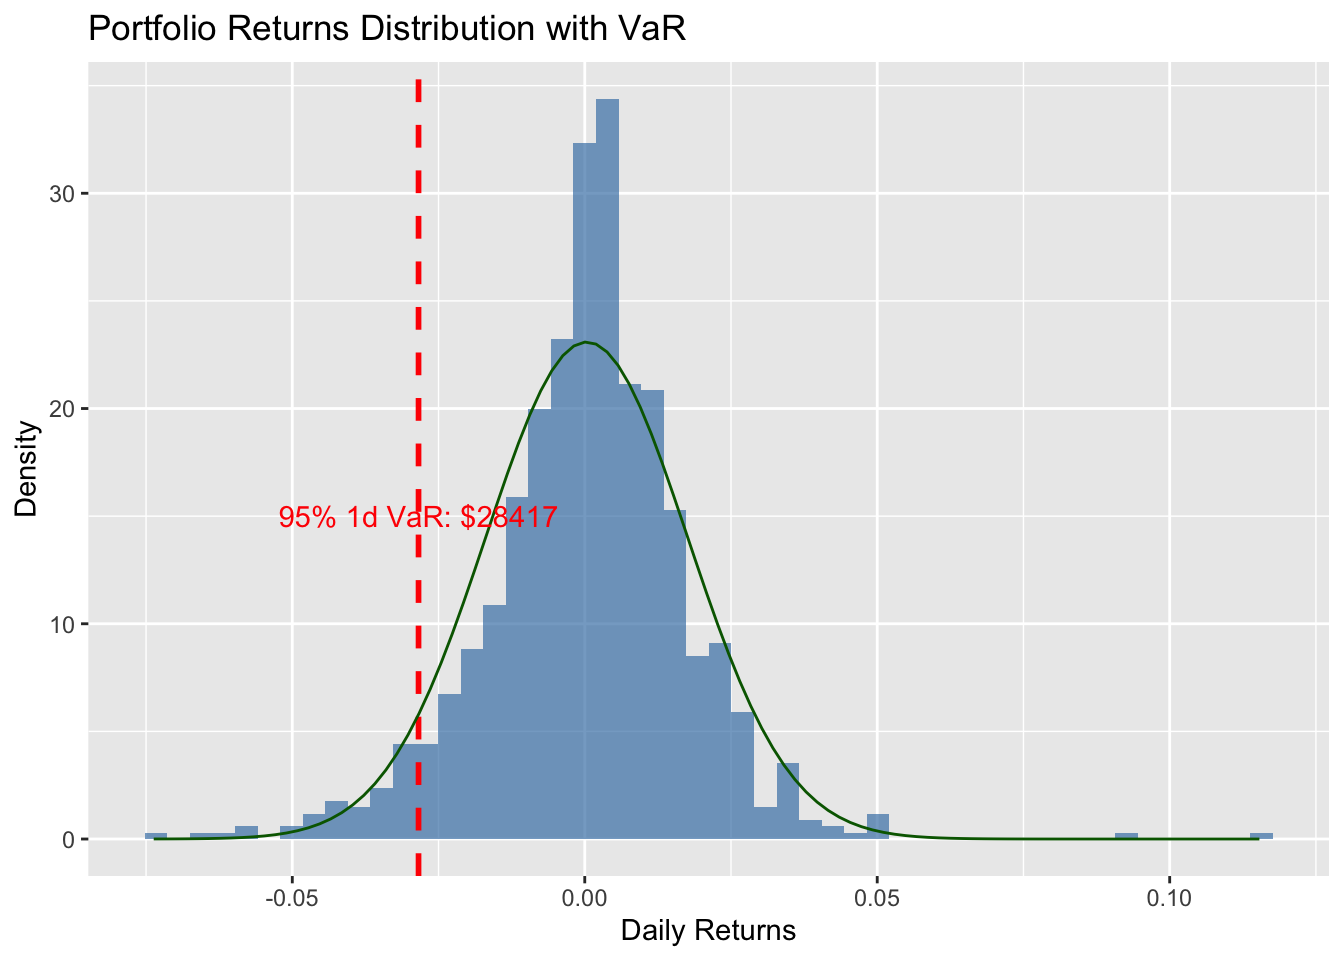 Portfolio Returns Distribution with VaR
Density
30
20
10
0
95% 1d VaR: $28417
-0.05
0.00
0.05
0.10
Daily Returns